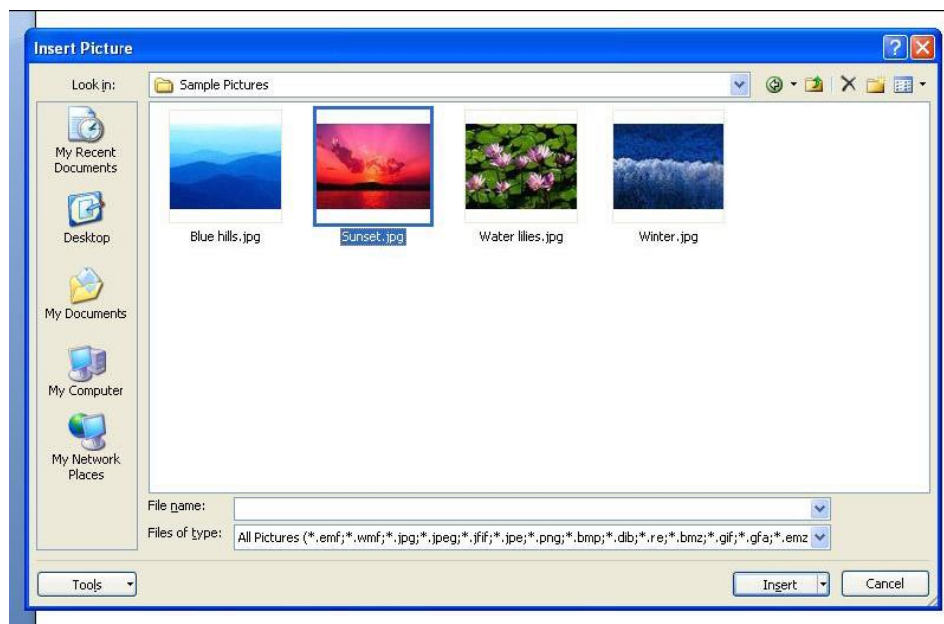 Insert Picture
Look in:
Sample Pictures
My Recent
Documents
Desktop
My Documents
My Computer
My Network
Places
Blue hills.jpg
Sunset.jpg
Water lilies.jpg
Winter.jpg
File name:
Files of type:
All Pictures (*.emf;*.wmf;*.jpg;*.jpeg;*.jfif;*.jpe;*.png;*.bmp;*.dib;*.re;*.bmz;*.gif;*.gfa;*.emz
Tools
Insert
Cancel